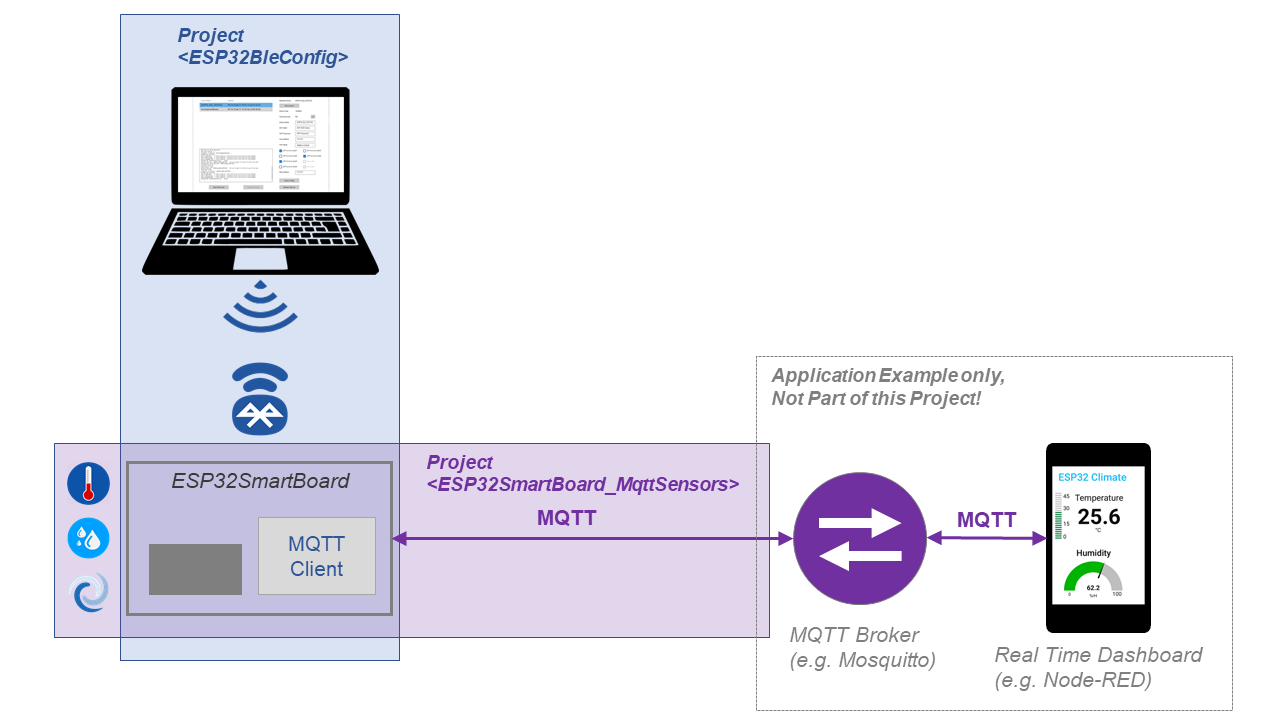 Project
<ESP32BleConfig>
Application Example only,
Not Part of this Project!
Project
<ESP32SmartBoard_MqttSensors>
ESP32SmartBoard
MQTT
Client
MQTT
MQTT
ESP32 Climate
Temperature
45
30
15
0
25.6
°C
Humidity
62.2
0
%H
100
MQTT Broker
(e.g. Mosquitto)
Real Time Dashboard
(e.g. Node-RED)